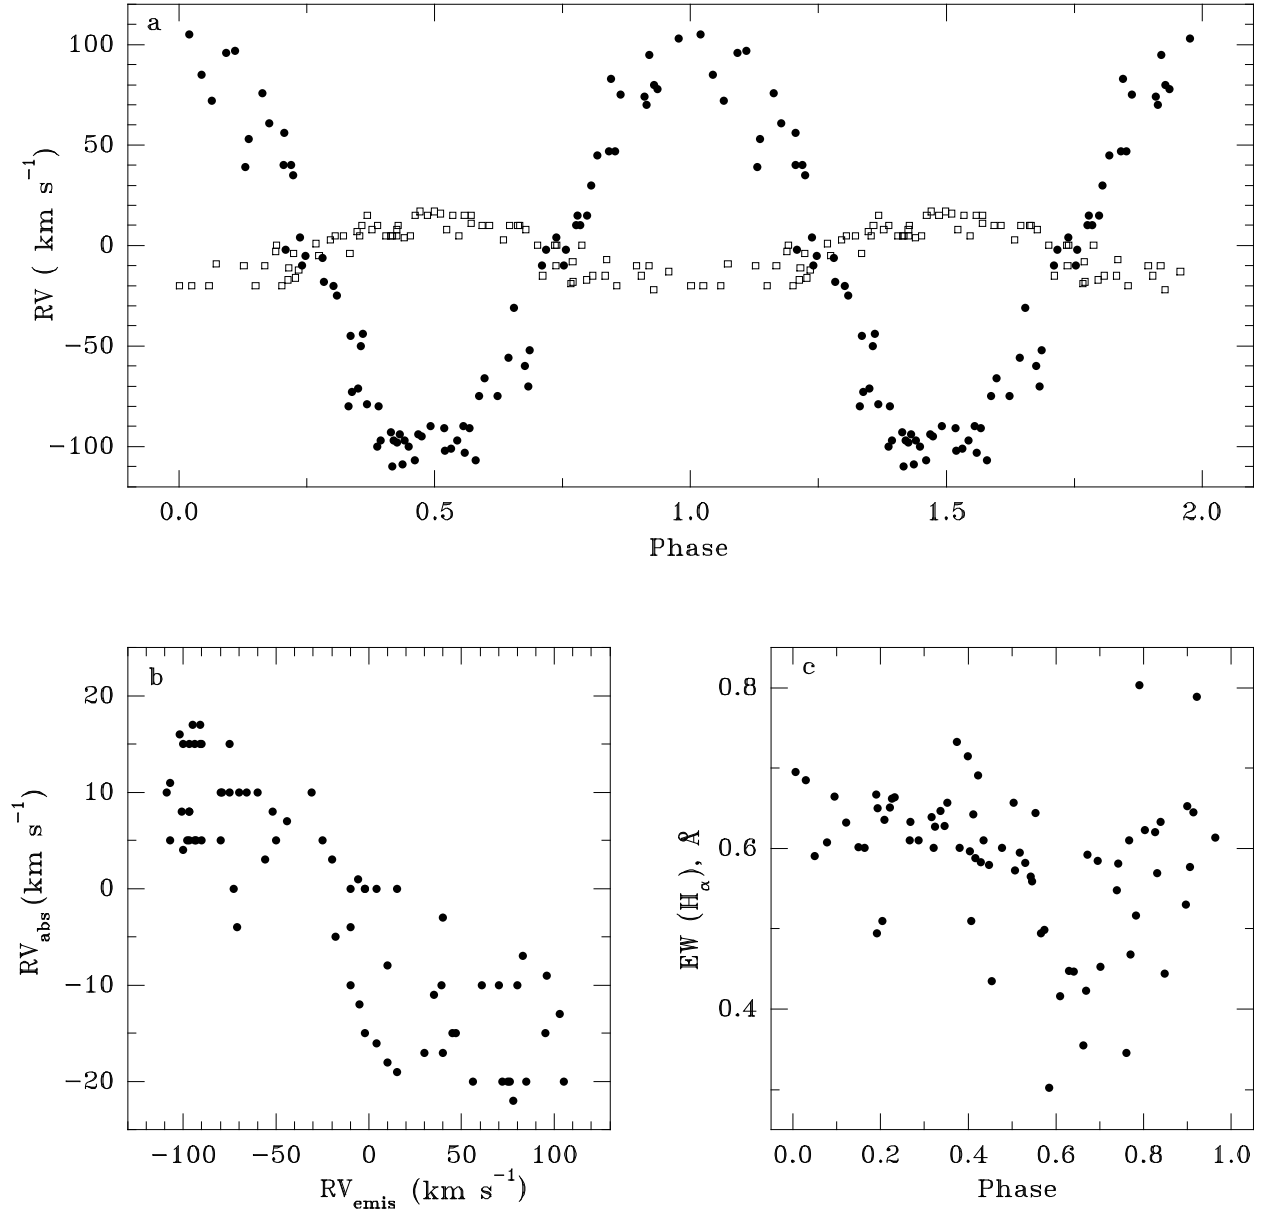 a
100
50
0
−50
−100
RV ( km s⁻¹)
0.0 0.5 1.0 1.5 2.0
Phase
b
20
10
0
−10
−20
RV_abs (km s⁻¹)
−100 −50 0 50 100
RV_emis (km s⁻¹)
c
0.8
0.6
0.4
EW (H_α), Å
0.0 0.2 0.4 0.6 0.8 1.0
Phase